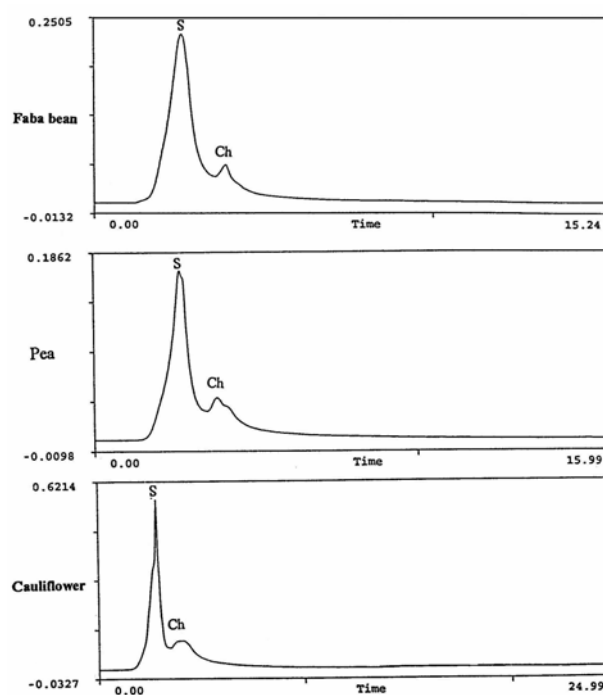 0.2505
S
Faba bean
Ch
-0.0132
0.00 Time 15.24
0.1862
S
Pea
Ch
-0.0098
0.00 Time 15.99
0.6214
S
Cauliflower
Ch
-0.0327
0.00 Time 24.99